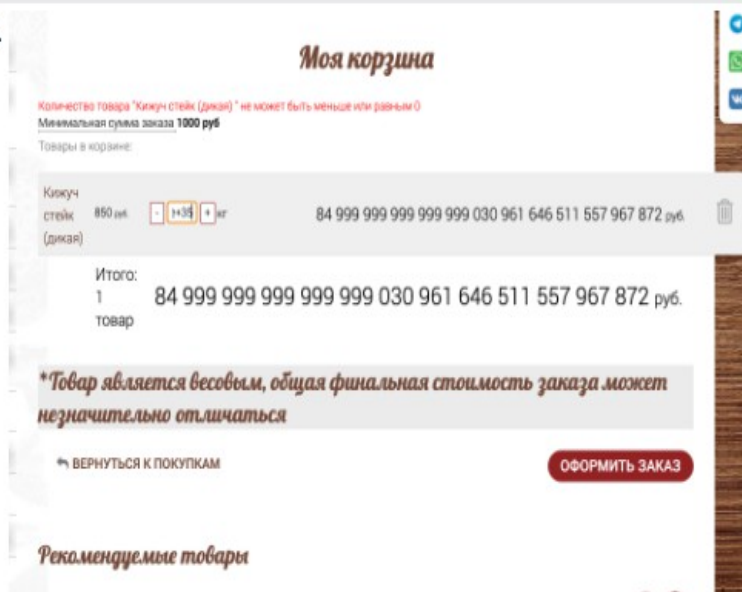 Моя корзина
Количество товара "Кижуч стейк (дикая) " не может быть меньше или равным 0
Минимальная сумма заказа 1000 руб
Товары в корзине:
Кижуч
стейк
(дикая)
850 руб. - + кг 84 999 999 999 999 999 030 961 646 511 557 967 872 руб.
Итого:
1
товар
84 999 999 999 999 999 030 961 646 511 557 967 872 руб.
*Товар является весовым, общая финальная стоимость заказа может
незначительно отличаться
ВЕРНУТЬСЯ К ПОКУПКАМ
ОФОРМИТЬ ЗАКАЗ
Рекомендуемые товары